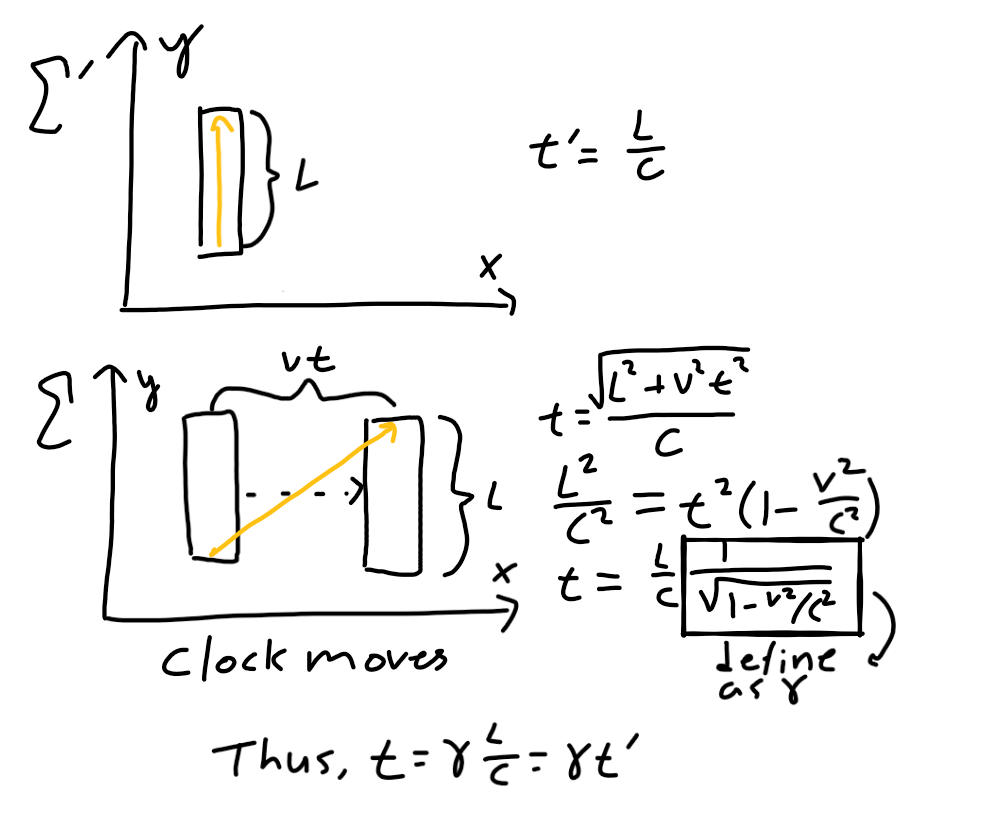 Σ'
y
L
x
t' = L/c
Σ
y
vt
L
x
Clock moves
t = √(L² + v²t²)/c
L²/c² = t²(1 - v²/c²)
t = L/c 1/√(1 - v²/c²)
define
as γ
Thus, t = γ L/c = γt'